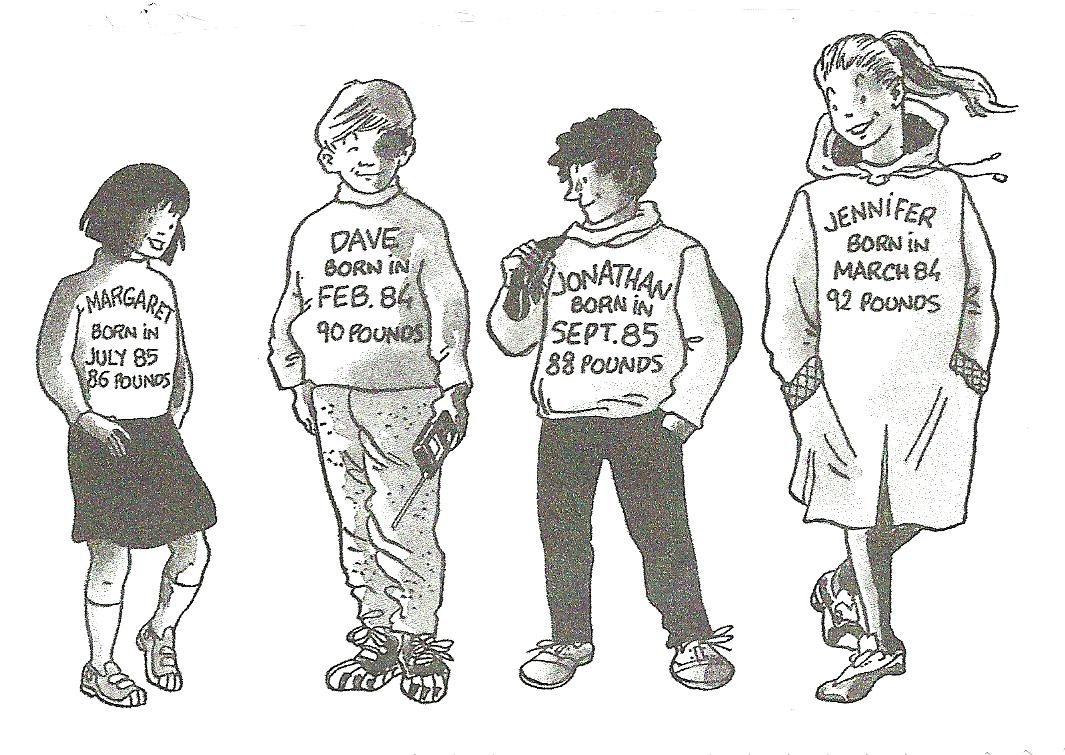 MARGARET
BORN iN
JULY 85
86 POUNDS
DAVE
BORN iN
FEB. 84
90 POUNDS
JONATHAN
BORN iN
SEPT. 85
88 POUNDS
JENNiFER
BORN iN
MARCH 84
92 POUNDS